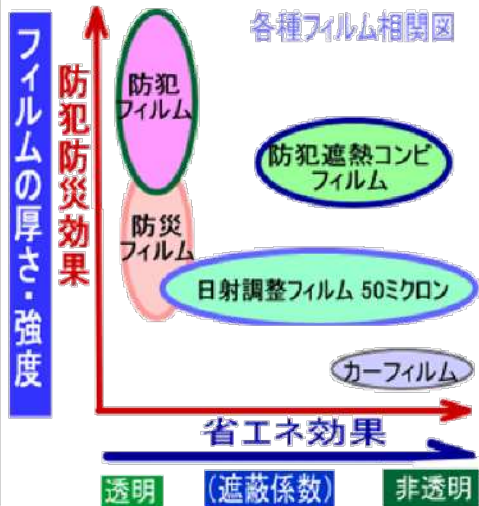 各種フィルム相関図
フィルムの厚さ・強度
防犯防災効果
防犯
フィルム
防犯遮熱コンビ
フィルム
防災
フィルム
日射調整フィルム 50ミクロン
カーフィルム
省エネ効果
透明
(遮蔽係数)
非透明